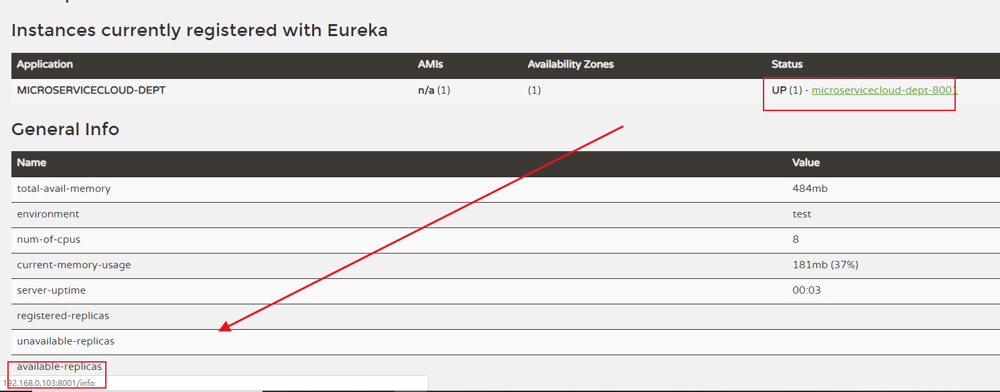 Instances currently registered with Eureka
Application AMIs Availability Zones Status
MICROSERVICECLOUD-DEPT n/a (1) (1) UP (1) - microservicecloud-dept-8001
General Info
Name Value
total-avail-memory 484mb
environment test
num-of-cpus 8
current-memory-usage 181mb (37%)
server-uptime 00:03
registered-replicas
unavailable-replicas
available-replicas
192.168.0.103:8001/info